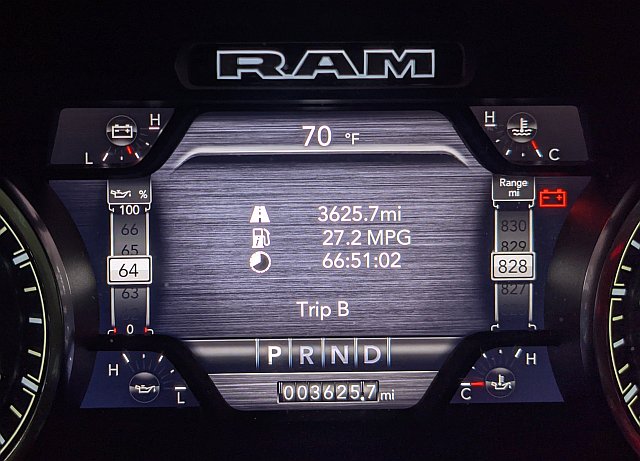 RAM
70 °F
H
L
H
C
%
100
66
65
64
63
0
Range
mi
830
829
828
827
3625.7mi
27.2 MPG
66:51:02
Trip B
P R N D
003625.7 mi
H
L
H
C